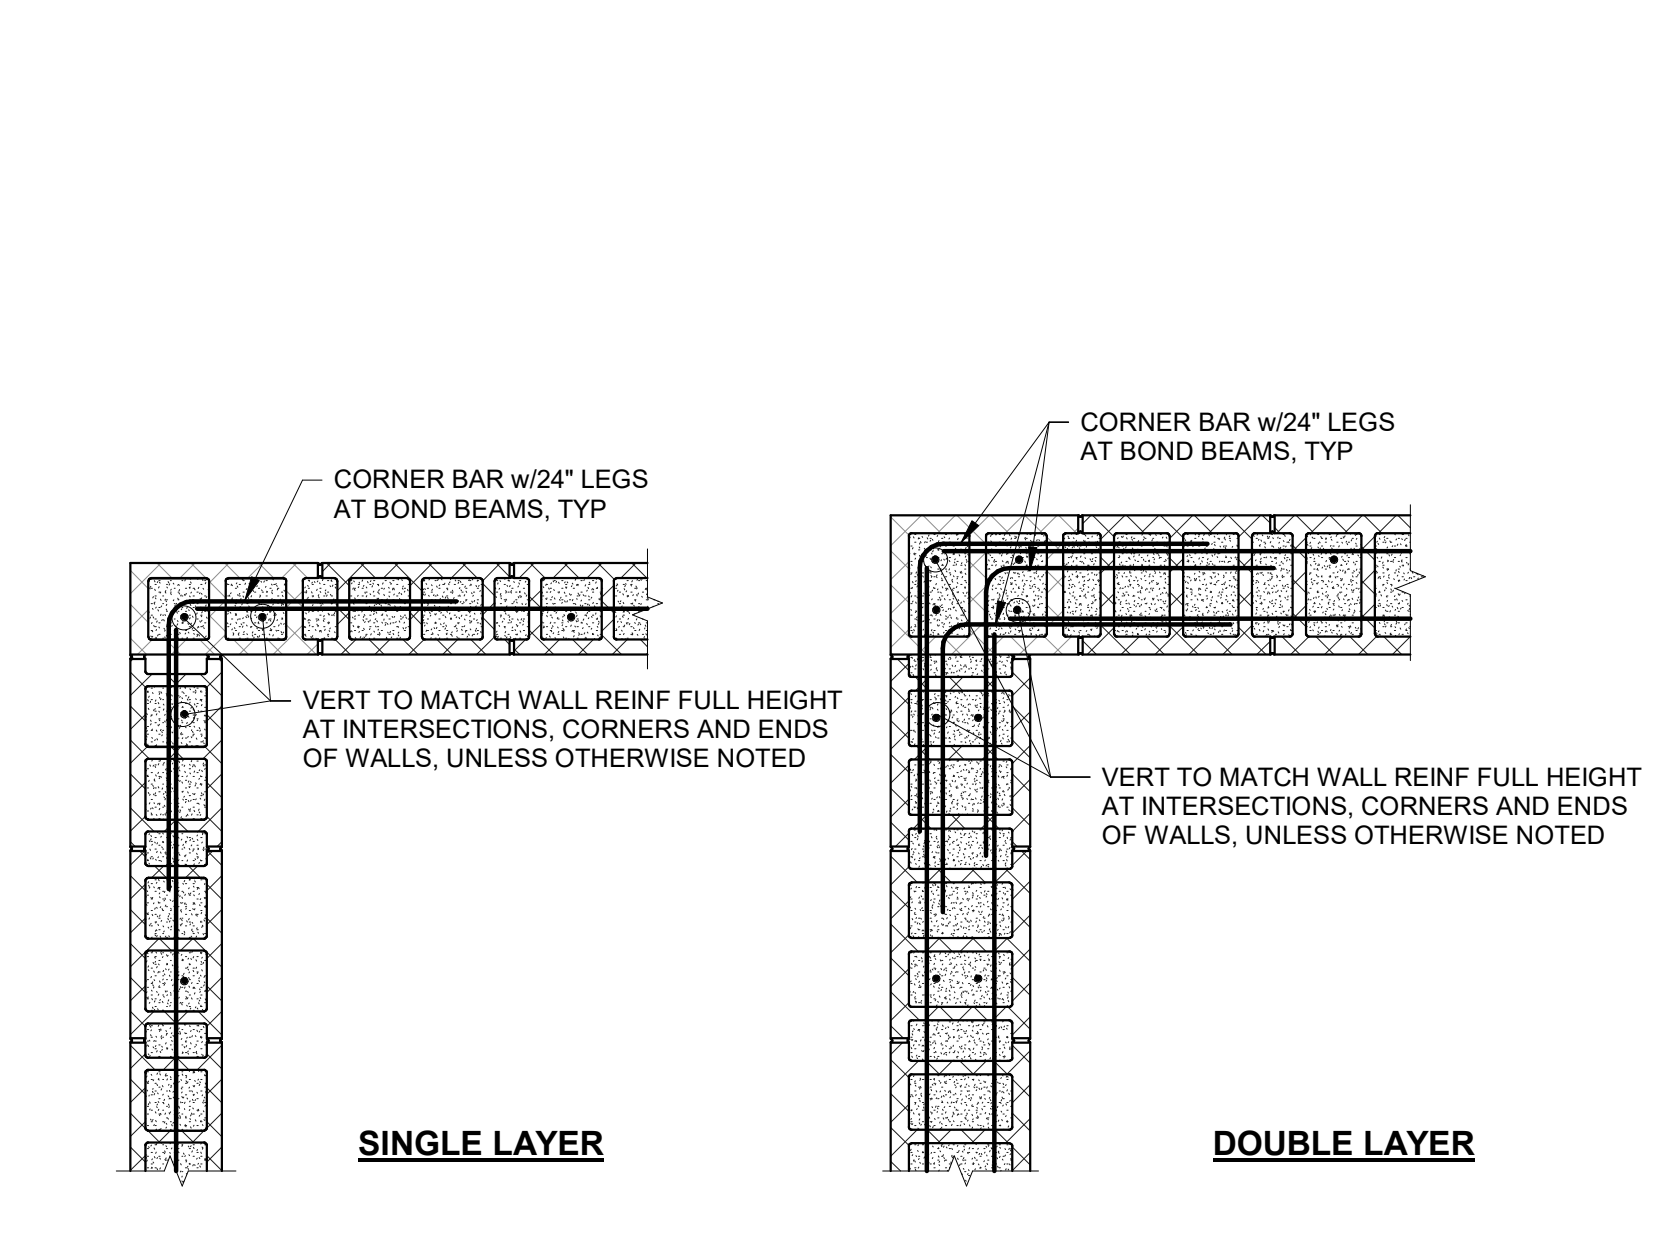 CORNER BAR w/24" LEGS
AT BOND BEAMS, TYP
VERT TO MATCH WALL REINF FULL HEIGHT
AT INTERSECTIONS, CORNERS AND ENDS
OF WALLS, UNLESS OTHERWISE NOTED
SINGLE LAYER
CORNER BAR w/24" LEGS
AT BOND BEAMS, TYP
VERT TO MATCH WALL REINF FULL HEIGHT
AT INTERSECTIONS, CORNERS AND ENDS
OF WALLS, UNLESS OTHERWISE NOTED
DOUBLE LAYER